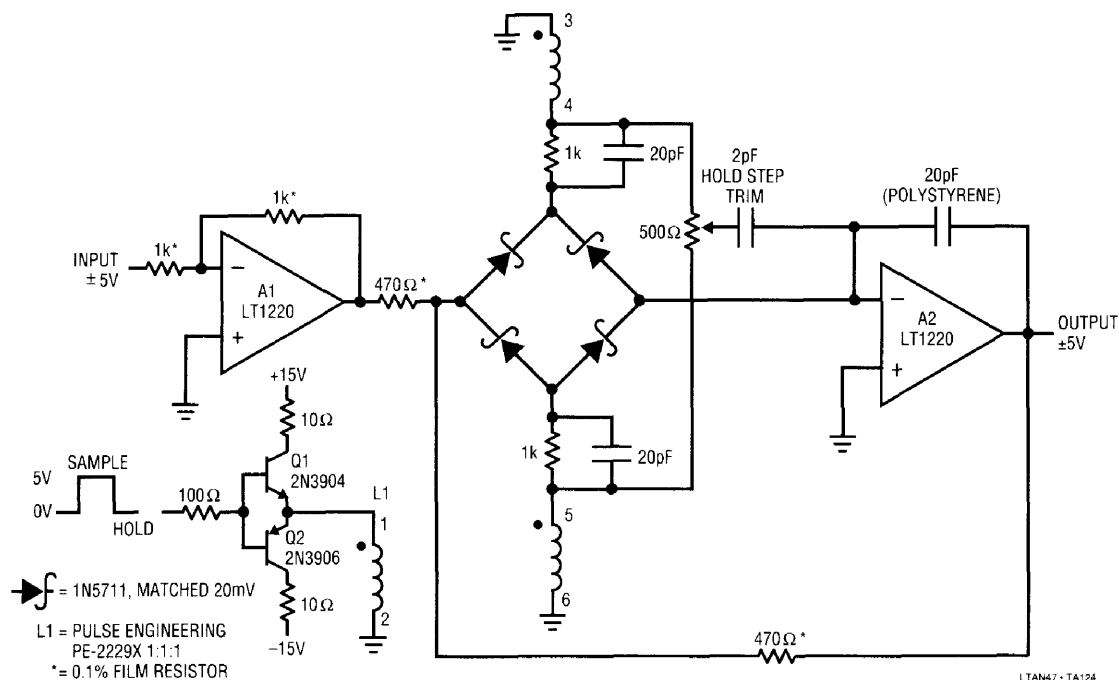 3
4
1k
20pF
2pF
HOLD STEP
TRIM
20pF
(POLYSTYRENE)
1k*
1k*
INPUT
±5V
–
+
A1
LT1220
470Ω*
500Ω
–
+
A2
LT1220
OUTPUT
±5V
+15V
10Ω
SAMPLE
5V
0V
HOLD
100Ω
Q1
2N3904
Q2
2N3906
10Ω
–15V
L1
1
2
1k
20pF
5
6
470Ω*
= 1N5711, MATCHED 20mV
L1 = PULSE ENGINEERING
PE-2229X 1:1:1
*= 0.1% FILM RESISTOR
LTAN47 • TA124